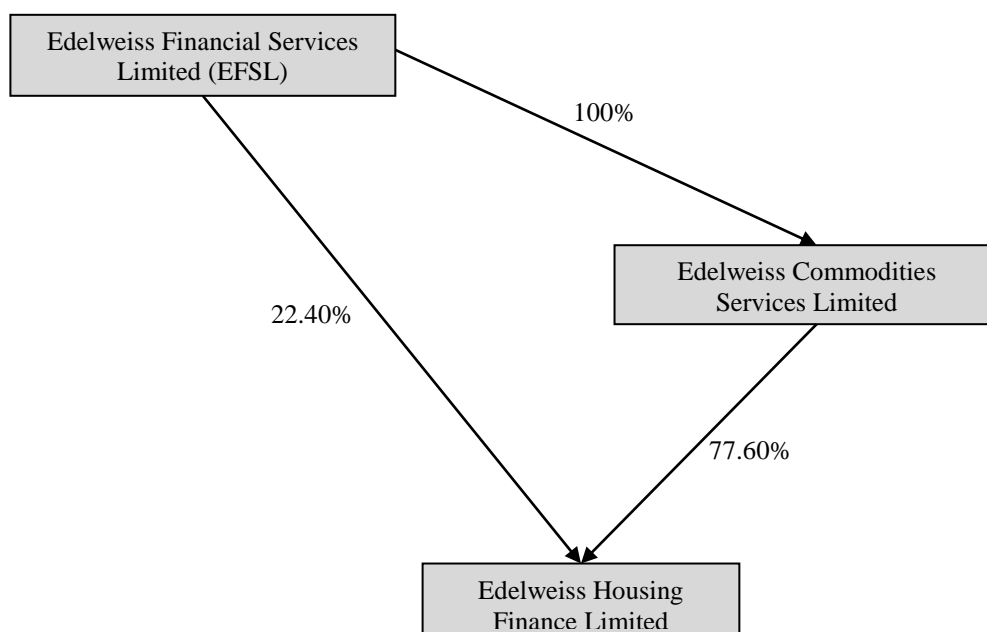 Edelweiss Financial Services
Limited (EFSL)
100%
Edelweiss Commodities
Services Limited
22.40%
77.60%
Edelweiss Housing
Finance Limited